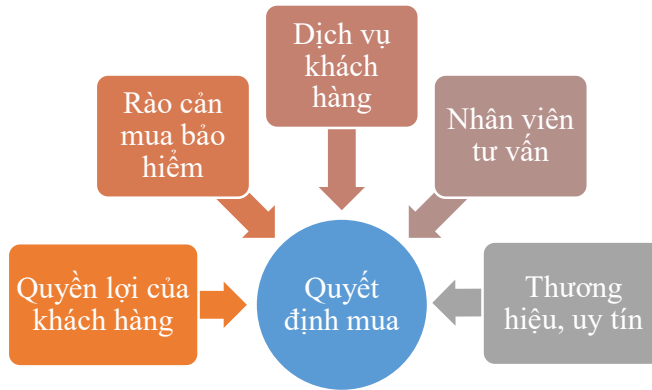 Dịch vụ
khách
hàng
Rào cản
mua bảo
hiểm
Nhân viên
tư vấn
Quyền lợi của
khách hàng
Quyết
định mua
Thương
hiệu, uy tín